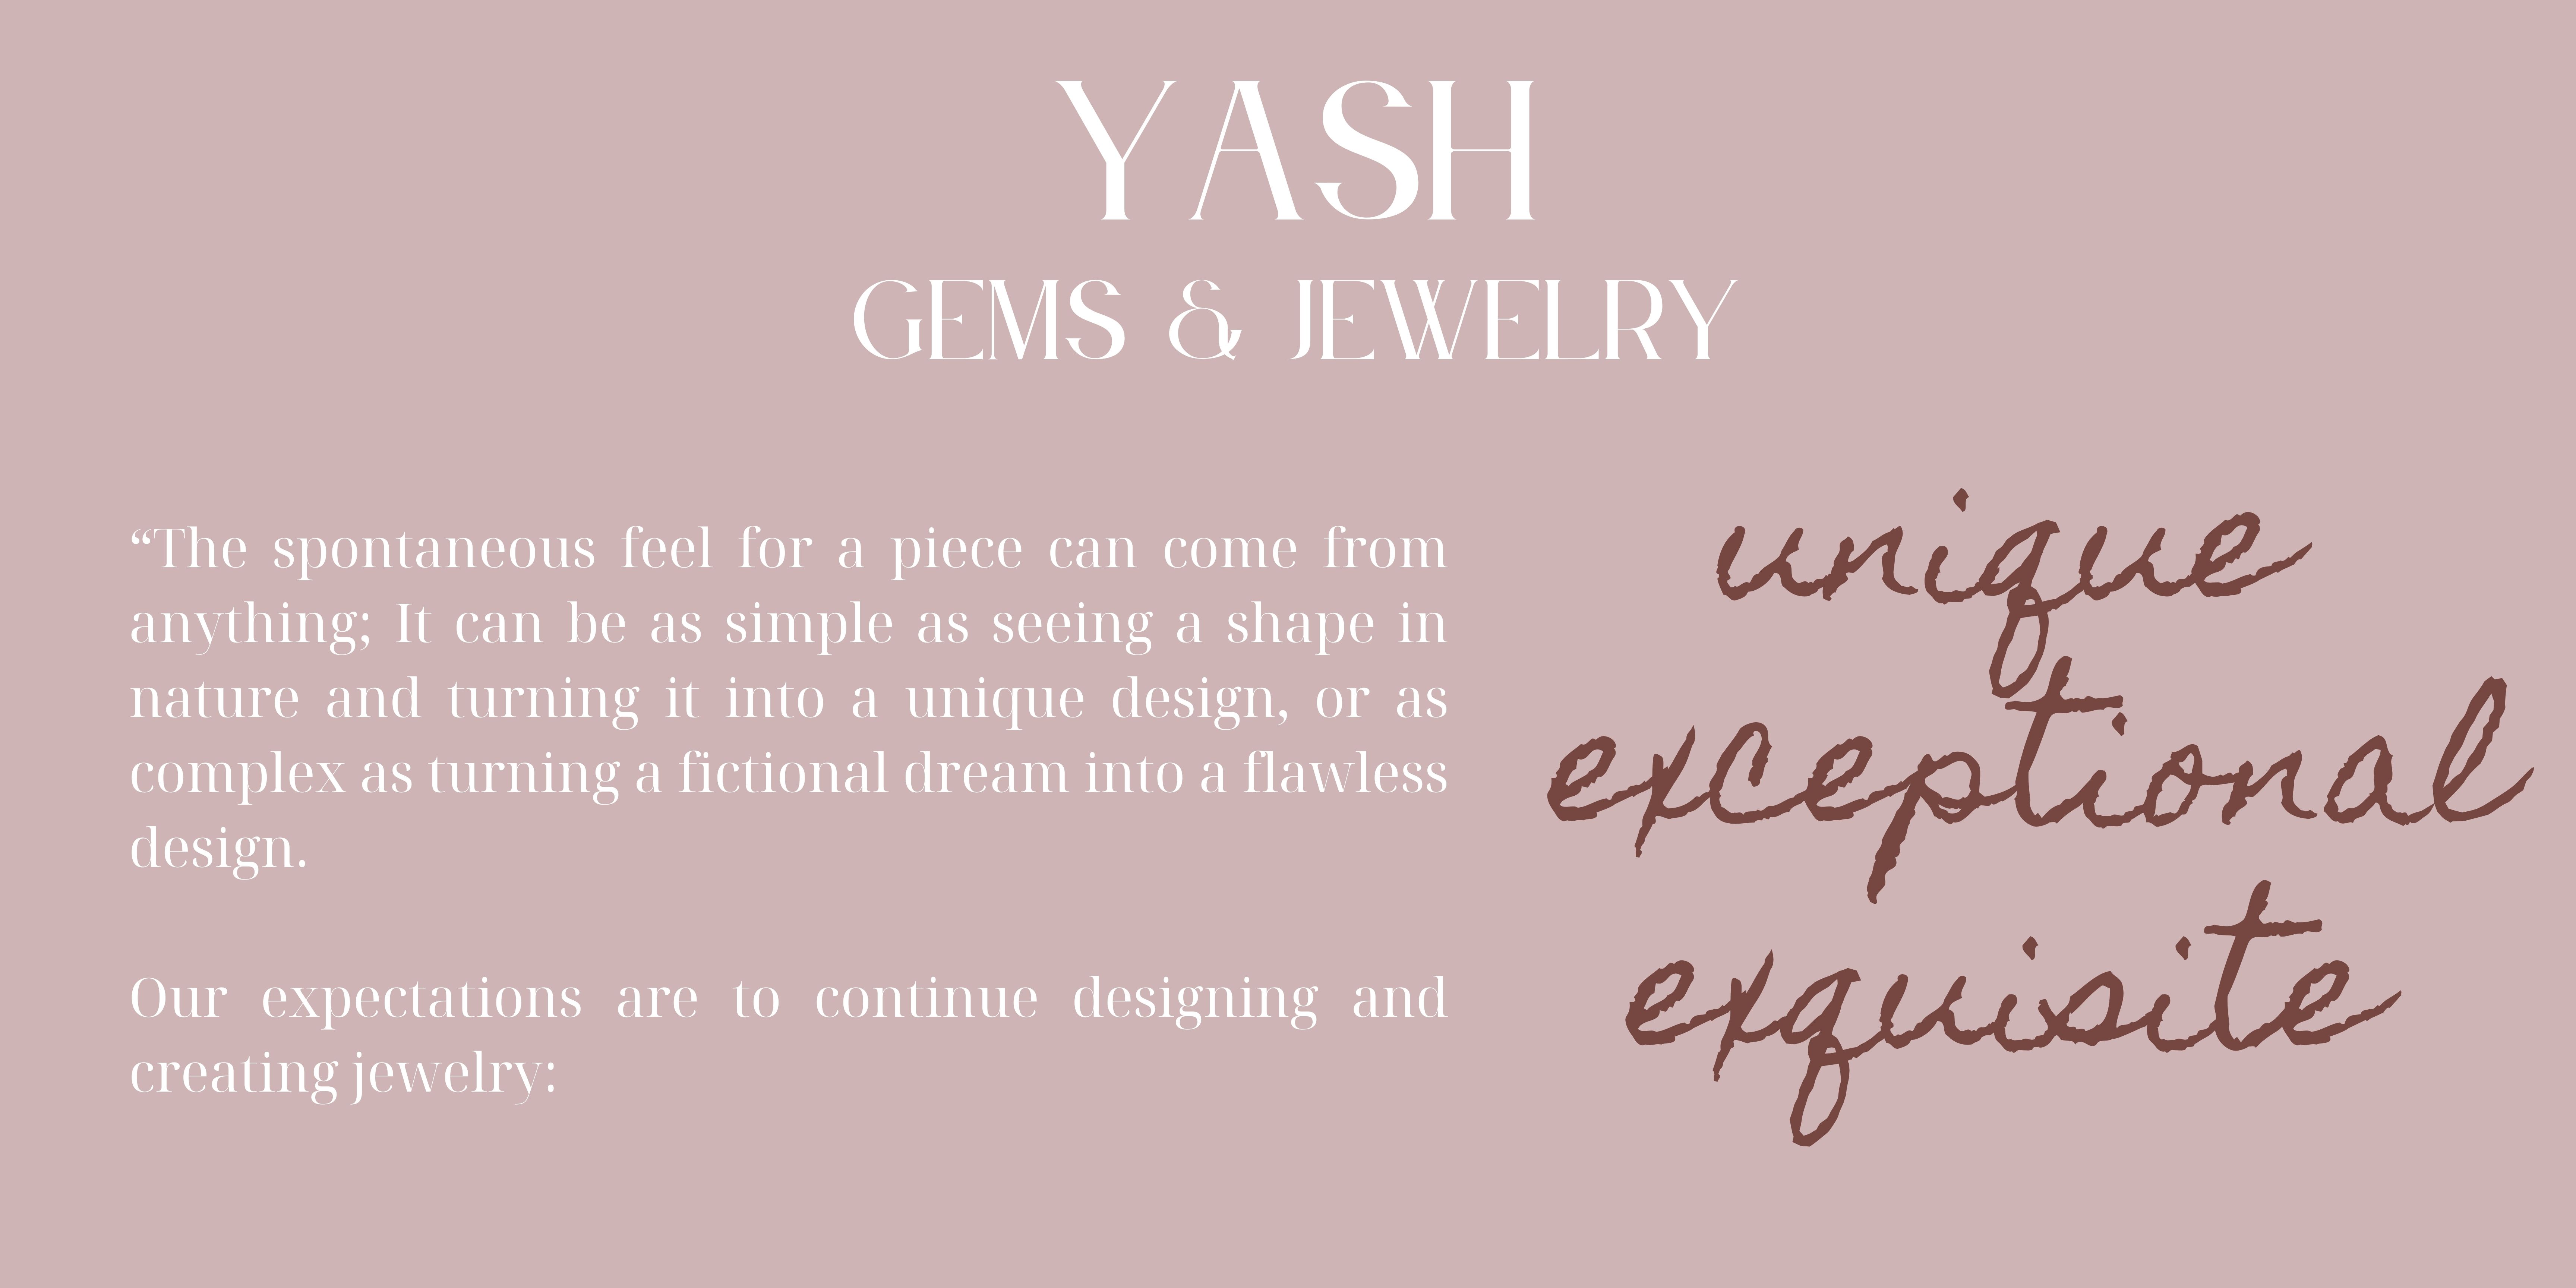 YASH
GEMS & JEWELRY
“The spontaneous feel for a piece can come from
anything; It can be as simple as seeing a shape in
nature and turning it into a unique design, or as
complex as turning a fictional dream into a flawless
design.
Our expectations are to continue designing and
creating jewelry:
unique
exceptional
exquisite